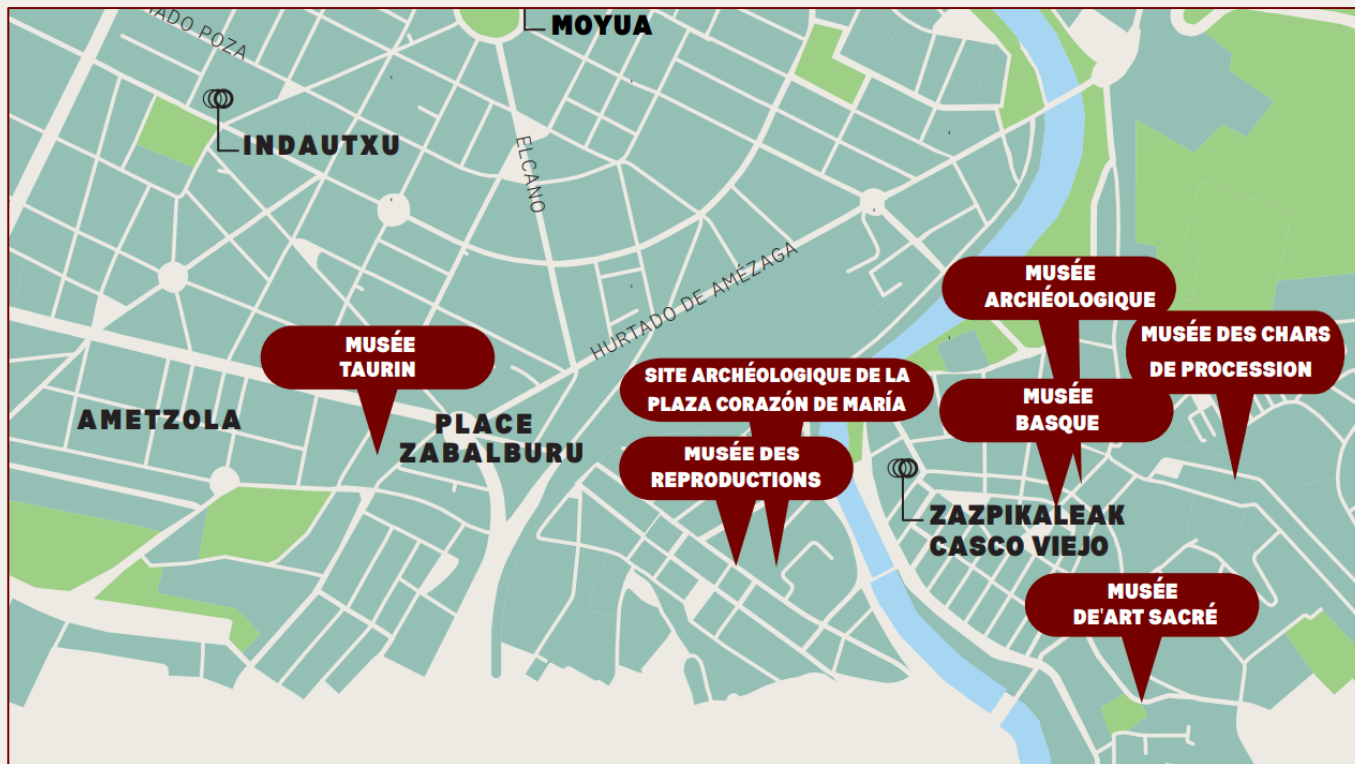 MOYUA
ADO POZA
INDAUTXU
ELCANO
HURTADO DE AMÉZAGA
MUSÉE
ARCHÉOLOGIQUE
MUSÉE DES CHARS
DE PROCESSION
MUSÉE
TAURIN
SITE ARCHÉOLOGIQUE DE LA
PLAZA CORAZÓN DE MARÍA
MUSÉE
BASQUE
AMETZOLA
PLACE
ZABALBURU
MUSÉE DES
REPRODUCTIONS
ZAZPIKALEAK
CASCO VIEJO
MUSÉE
DE'ART SACRÉ